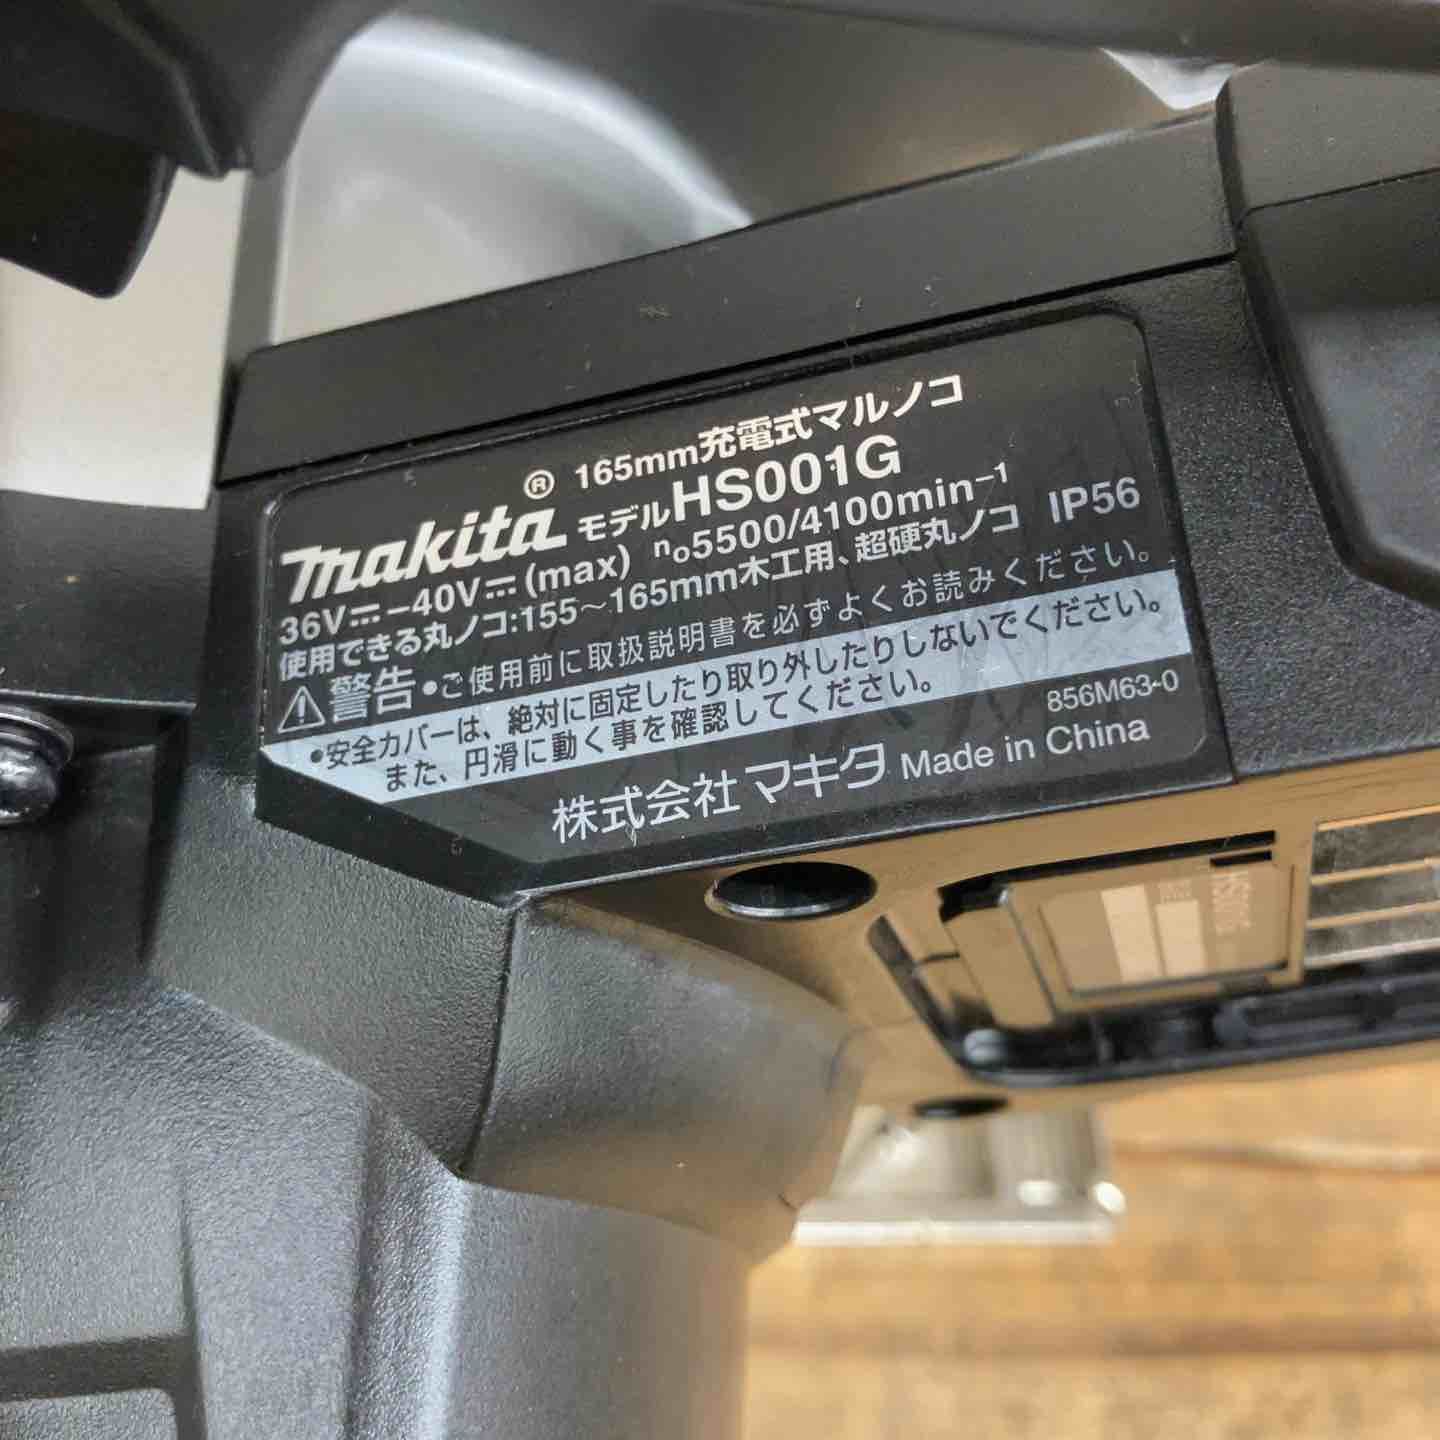 165mm充電式マルノコ
makita® モデルHS001G
36V⎓-40V⎓(max) n₀5500/4100min⁻¹
使用できる丸ノコ:155~165mm木工用、超硬丸ノコ IP56
⚠警告 •ご使用前に取扱説明書を必ずよくお読みください。
•安全カバーは、絶対に固定したり取り外したりしないでください。
また、円滑に動く事を確認してください。
856M63-0
株式会社マキタ Made in China